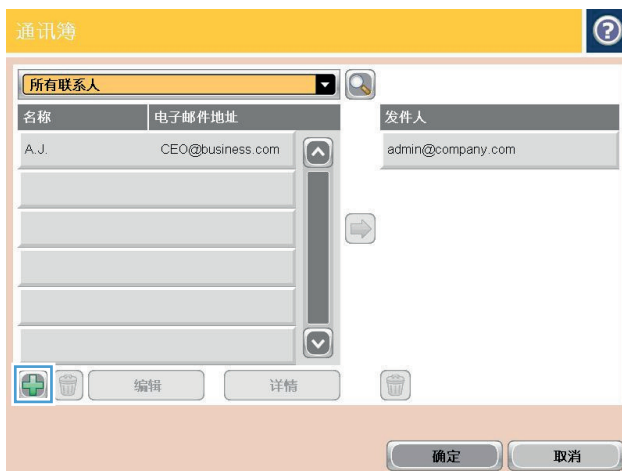 通讯簿
所有联系人
名称 电子邮件地址 发件人
A.J. CEO@business.com admin@company.com
编辑 详情
确定 取消